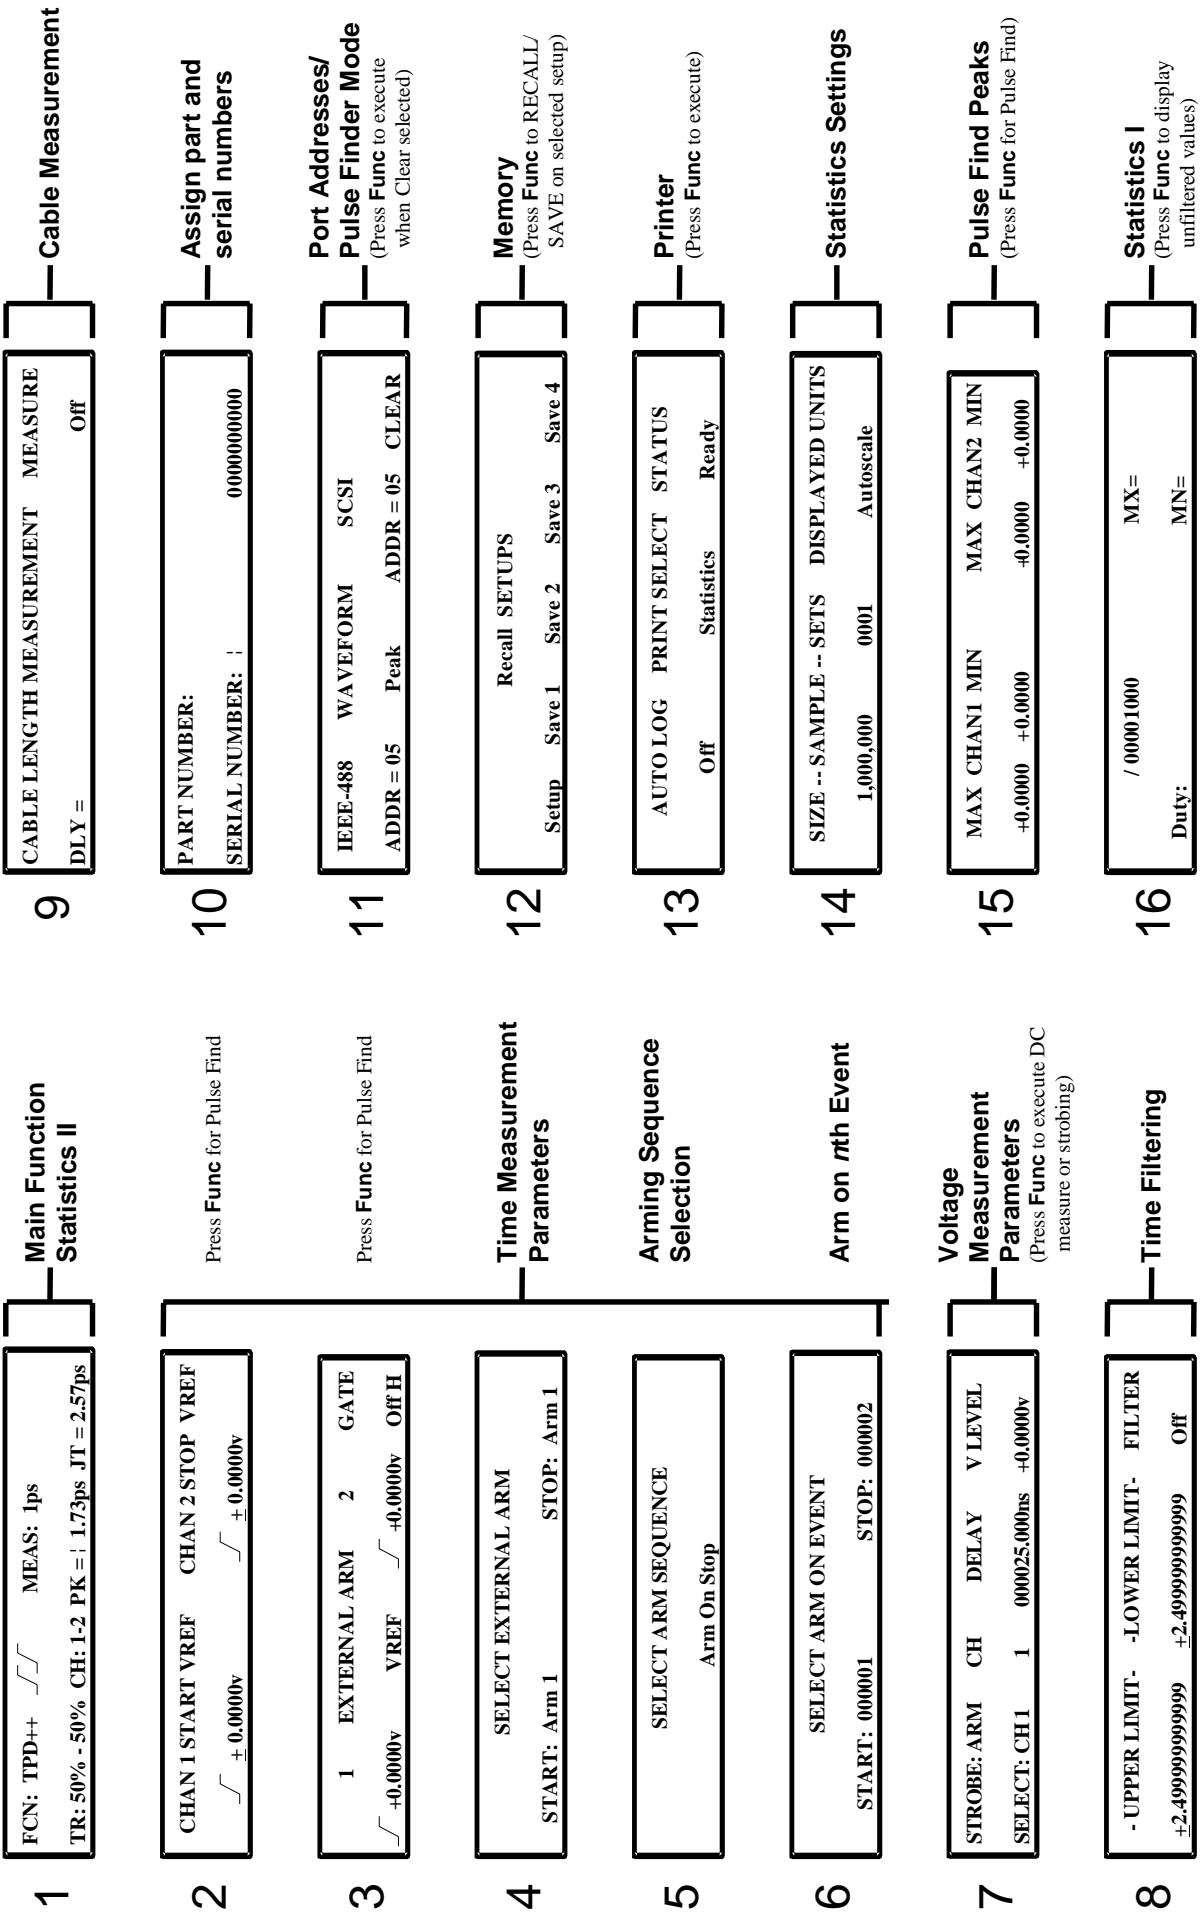 1
FCN: TPD++ MEAS: 1ps
TR: 50% - 50% CH: 1-2 PK = ¦ 1.73ps JT = 2.57ps
Main Function
Statistics II
2
CHAN 1 START VREF CHAN 2 STOP VREF
± 0.0000v ± 0.0000v
Press Func for Pulse Find
3
1 EXTERNAL ARM 2 GATE
+0.0000v VREF +0.0000v Off H
Press Func for Pulse Find
4
SELECT EXTERNAL ARM
START: Arm 1 STOP: Arm 1
Time Measurement
Parameters
5
SELECT ARM SEQUENCE
Arm On Stop
Arming Sequence
Selection
6
SELECT ARM ON EVENT
START: 000001 STOP: 000002
Arm on nth Event
7
STROBE: ARM CH DELAY V LEVEL
SELECT: CH1 1 000025.000ns +0.0000v
Voltage
Measurement
Parameters
(Press Func to execute DC
measure or strobing)
8
- UPPER LIMIT- -LOWER LIMIT- FILTER
±2.49999999999 ±2.49999999999 Off
Time Filtering
9
CABLE LENGTH MEASUREMENT MEASURE
DLY = Off
Cable Measurement
10
PART NUMBER:
SERIAL NUMBER: ¦ 0000000000
Assign part and
serial numbers
11
IEEE-488 WAVEFORM SCSI
ADDR = 05 Peak ADDR = 05 CLEAR
Port Addresses/
Pulse Finder Mode
(Press Func to execute
when Clear selected)
12
Recall SETUPS
Setup Save 1 Save 2 Save 3 Save 4
Memory
(Press Func to RECALL/
SAVE on selected setup)
13
AUTO LOG PRINT SELECT STATUS
Off Statistics Ready
Printer
(Press Func to execute)
14
SIZE -- SAMPLE -- SETS DISPLAYED UNITS
1,000,000 0001 Autoscale
Statistics Settings
15
MAX CHAN1 MIN MAX CHAN2 MIN
+0.0000 +0.0000 +0.0000 +0.0000
Pulse Find Peaks
(Press Func for Pulse Find)
16
/ 00001000 MX=
Duty: MN=
Statistics I
(Press Func to display
unfiltered values)